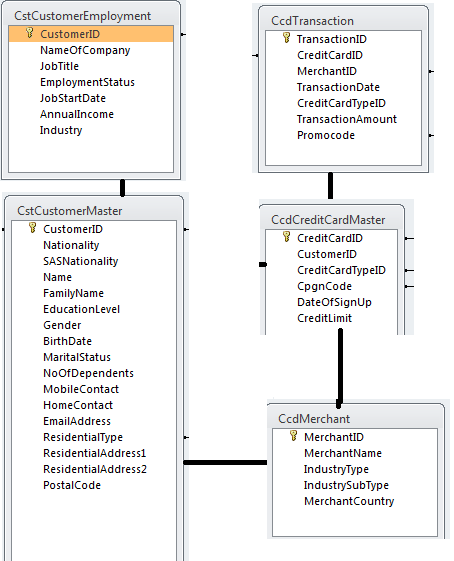 CstCustomerEmployment
CustomerID
NameOfCompany
JobTitle
EmploymentStatus
JobStartDate
AnnualIncome
Industry
CstCustomerMaster
CustomerID
Nationality
SASNationality
Name
FamilyName
EducationLevel
Gender
BirthDate
MaritalStatus
NoOfDependents
MobileContact
HomeContact
EmailAddress
ResidentialType
ResidentialAddress1
ResidentialAddress2
PostalCode
CcdTransaction
TransactionID
CreditCardID
MerchantID
TransactionDate
CreditCardTypeID
TransactionAmount
Promocode
CcdCreditCardMaster
CreditCardID
CustomerID
CreditCardTypeID
CpgnCode
DateOfSignUp
CreditLimit
CcdMerchant
MerchantID
MerchantName
IndustryType
IndustrySubType
MerchantCountry